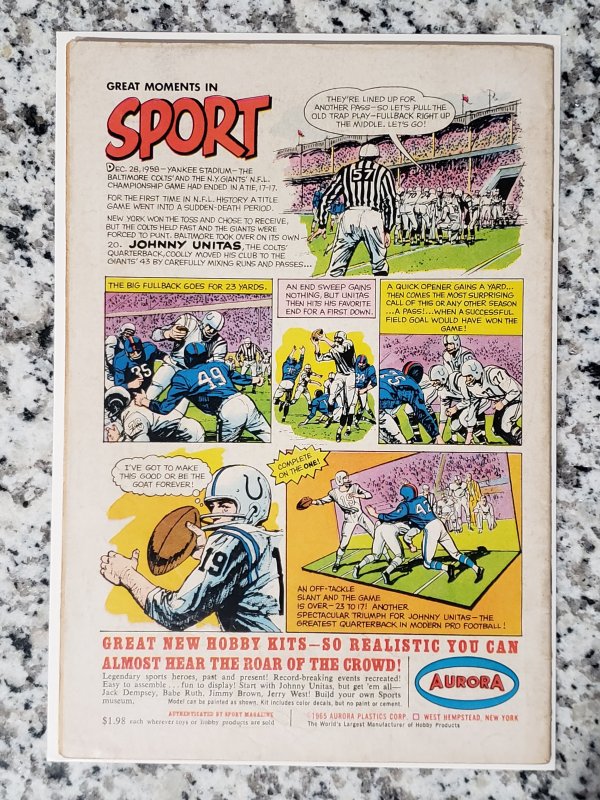 GREAT MOMENTS IN
SPORT
DEC. 28, 1958 - YANKEE STADIUM - THE
BALTIMORE COLTS' AND THE N.Y. GIANTS' N.F.L.
CHAMPIONSHIP GAME HAD ENDED IN A TIE, 17-17.
FOR THE FIRST TIME IN N.F.L. HISTORY A TITLE
GAME WENT INTO A SUDDEN-DEATH PERIOD.
NEW YORK WON THE TOSS AND CHOSE TO RECEIVE,
BUT THE COLTS HELD FAST AND THE GIANTS WERE
FORCED TO PUNT. BALTIMORE TOOK OVER ON ITS OWN
20. JOHNNY UNITAS, THE COLTS'
QUARTERBACK, COOLLY MOVED HIS CLUB TO THE
GIANTS' 43 BY CAREFULLY MIXING RUNS AND PASSES...
THEY'RE LINED UP FOR
ANOTHER PASS - SO LET'S PULL THE
OLD TRAP PLAY - FULLBACK RIGHT UP
THE MIDDLE. LET'S GO!
57
THE BIG FULLBACK GOES FOR 23 YARDS.
35
49
AN END SWEEP GAINS
NOTHING, BUT UNITAS
THEN HITS HIS FAVORITE
END FOR A FIRST DOWN.
84
A QUICK OPENER GAINS A YARD...
THEN COMES THE MOST SURPRISING
CALL OF THIS OR ANY OTHER SEASON
...A PASS!...WHEN A SUCCESSFUL
FIELD GOAL WOULD HAVE WON THE
GAME!
77
I'VE GOT TO MAKE
THIS GOOD OR BE THE
GOAT FOREVER!
19
COMPLETE
ON THE ONE!
42
AN OFF-TACKLE
SLANT AND THE GAME
IS OVER - 23 TO 17! ANOTHER
SPECTACULAR TRIUMPH FOR JOHNNY UNITAS - THE
GREATEST QUARTERBACK IN MODERN PRO FOOTBALL!
GREAT NEW HOBBY KITS—SO REALISTIC YOU CAN
ALMOST HEAR THE ROAR OF THE CROWD!
Legendary sports heroes, past and present! Record-breaking events recreated!
Easy to assemble . . . fun to display! Start with Johnny Unitas, but get 'em all—
Jack Dempsey, Babe Ruth, Jimmy Brown, Jerry West! Build your own Sports
museum. Model can be painted as shown. Kit includes color decals, but no paint or cement.
AURORA
$1.98 each wherever toys or hobby products are sold
AUTHENTICATED BY SPORT MAGAZINE
©1965 AURORA PLASTICS CORP. □ WEST HEMPSTEAD, NEW YORK
The World's Largest Manufacturer of Hobby Products